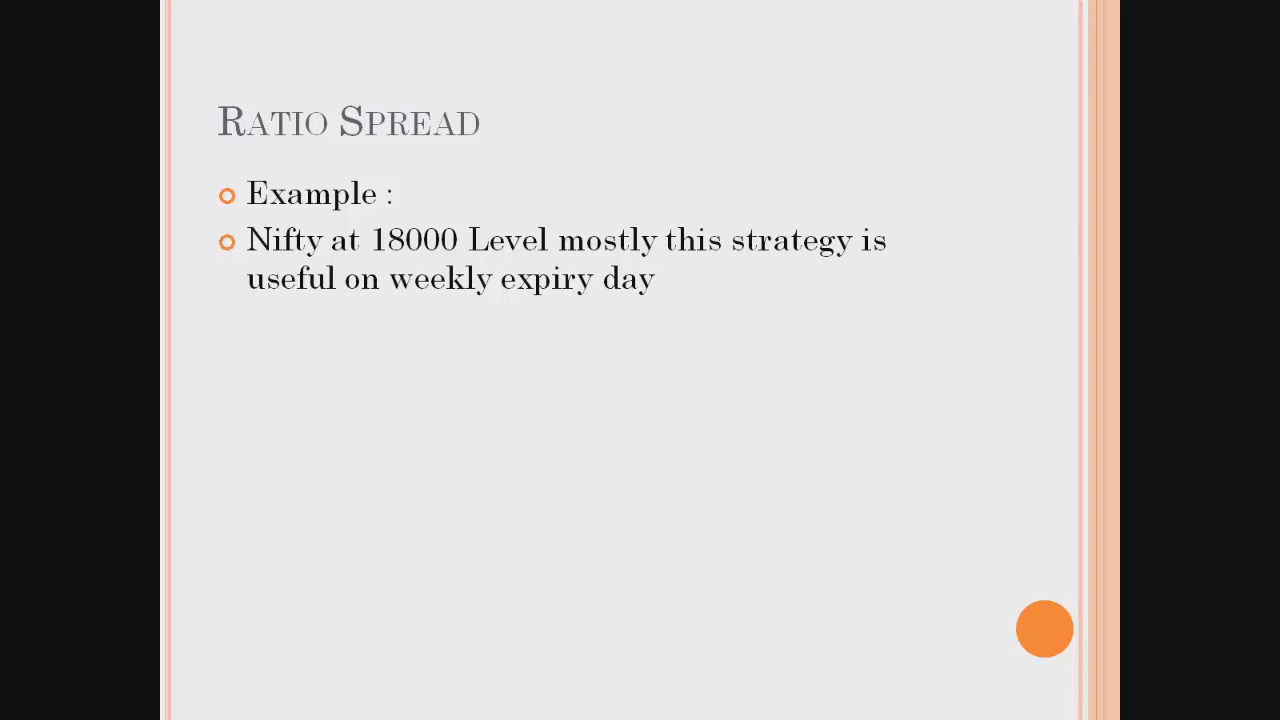 Ratio Spread
Example :
Nifty at 18000 Level mostly this strategy is
useful on weekly expiry day